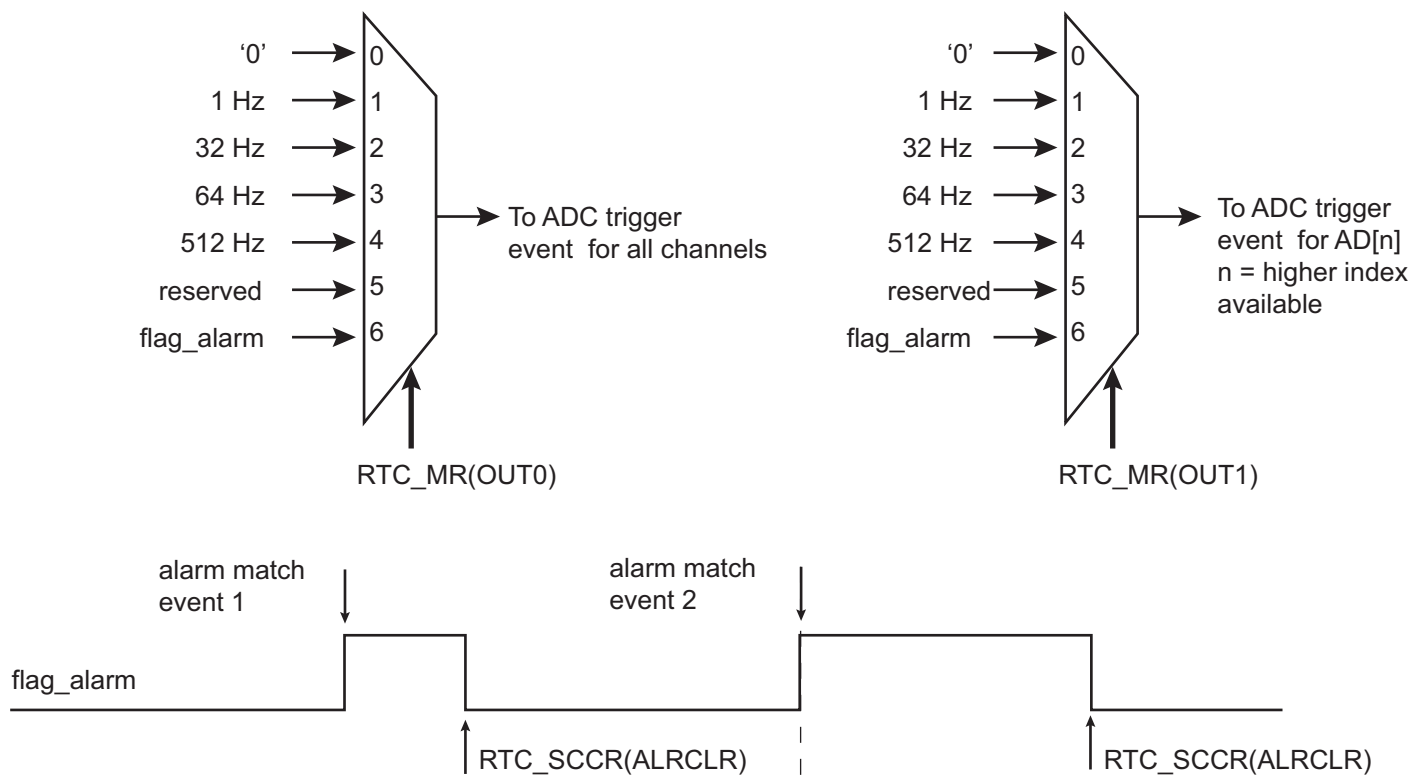 ‘0’
0
1 Hz
1
32 Hz
2
64 Hz
3
512 Hz
4
reserved
5
flag_alarm
6
To ADC trigger
event for all channels
RTC_MR(OUT0)
‘0’
0
1 Hz
1
32 Hz
2
64 Hz
3
512 Hz
4
reserved
5
flag_alarm
6
To ADC trigger
event for AD[n]
n = higher index
available
RTC_MR(OUT1)
alarm match
event 1
alarm match
event 2
flag_alarm
RTC_SCCR(ALRCLR)
RTC_SCCR(ALRCLR)